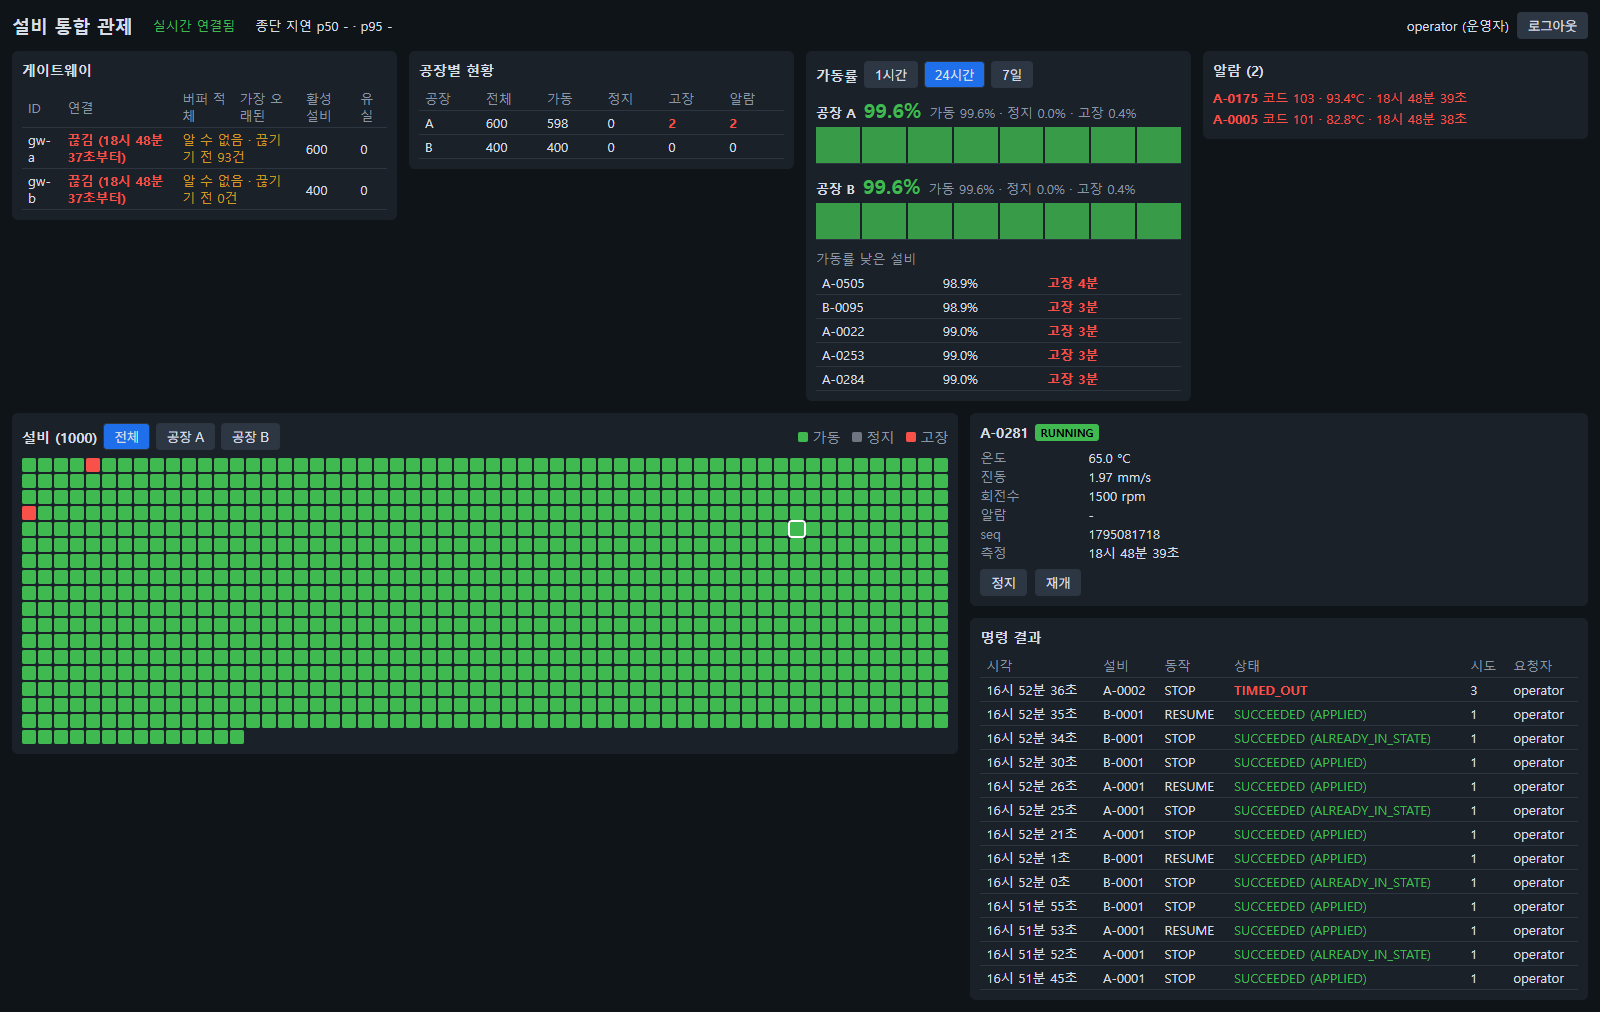 설비 통합 관제 실시간 연결됨 종단 지연 p50 - · p95 - operator (운영자) 로그아웃
게이트웨이
ID 연결 버퍼 적체 가장 오래된 활성 설비 유실
gw-a 끊김 (18시 48분 37초부터) 알 수 없음 · 끊기기 전 93건 600 0
gw-b 끊김 (18시 48분 37초부터) 알 수 없음 · 끊기기 전 0건 400 0
공장별 현황
공장 전체 가동 정지 고장 알람
A 600 598 0 2 2
B 400 400 0 0 0
가동률 1시간 24시간 7일
공장 A 99.6% 가동 99.6% · 정지 0.0% · 고장 0.4%
공장 B 99.6% 가동 99.6% · 정지 0.0% · 고장 0.4%
가동률 낮은 설비
A-0505 98.9% 고장 4분
B-0095 98.9% 고장 3분
A-0022 99.0% 고장 3분
A-0253 99.0% 고장 3분
A-0284 99.0% 고장 3분
알람 (2)
A-0175 코드 103 · 93.4°C · 18시 48분 39초
A-0005 코드 101 · 82.8°C · 18시 48분 38초
설비 (1000) 전체 공장 A 공장 B 가동 정지 고장
A-0281 RUNNING
온도 65.0 °C
진동 1.97 mm/s
회전수 1500 rpm
알람 -
seq 1795081718
측정 18시 48분 39초
정지 재개
명령 결과
시각 설비 동작 상태 시도 요청자
16시 52분 36초 A-0002 STOP TIMED_OUT 3 operator
16시 52분 35초 B-0001 RESUME SUCCEEDED (APPLIED) 1 operator
16시 52분 34초 B-0001 STOP SUCCEEDED (ALREADY_IN_STATE) 1 operator
16시 52분 30초 B-0001 STOP SUCCEEDED (APPLIED) 1 operator
16시 52분 26초 A-0001 RESUME SUCCEEDED (APPLIED) 1 operator
16시 52분 25초 A-0001 STOP SUCCEEDED (ALREADY_IN_STATE) 1 operator
16시 52분 21초 A-0001 STOP SUCCEEDED (APPLIED) 1 operator
16시 52분 1초 B-0001 RESUME SUCCEEDED (APPLIED) 1 operator
16시 52분 0초 B-0001 STOP SUCCEEDED (ALREADY_IN_STATE) 1 operator
16시 51분 55초 B-0001 STOP SUCCEEDED (APPLIED) 1 operator
16시 51분 53초 A-0001 RESUME SUCCEEDED (APPLIED) 1 operator
16시 51분 52초 A-0001 STOP SUCCEEDED (ALREADY_IN_STATE) 1 operator
16시 51분 45초 A-0001 STOP SUCCEEDED (APPLIED) 1 operator